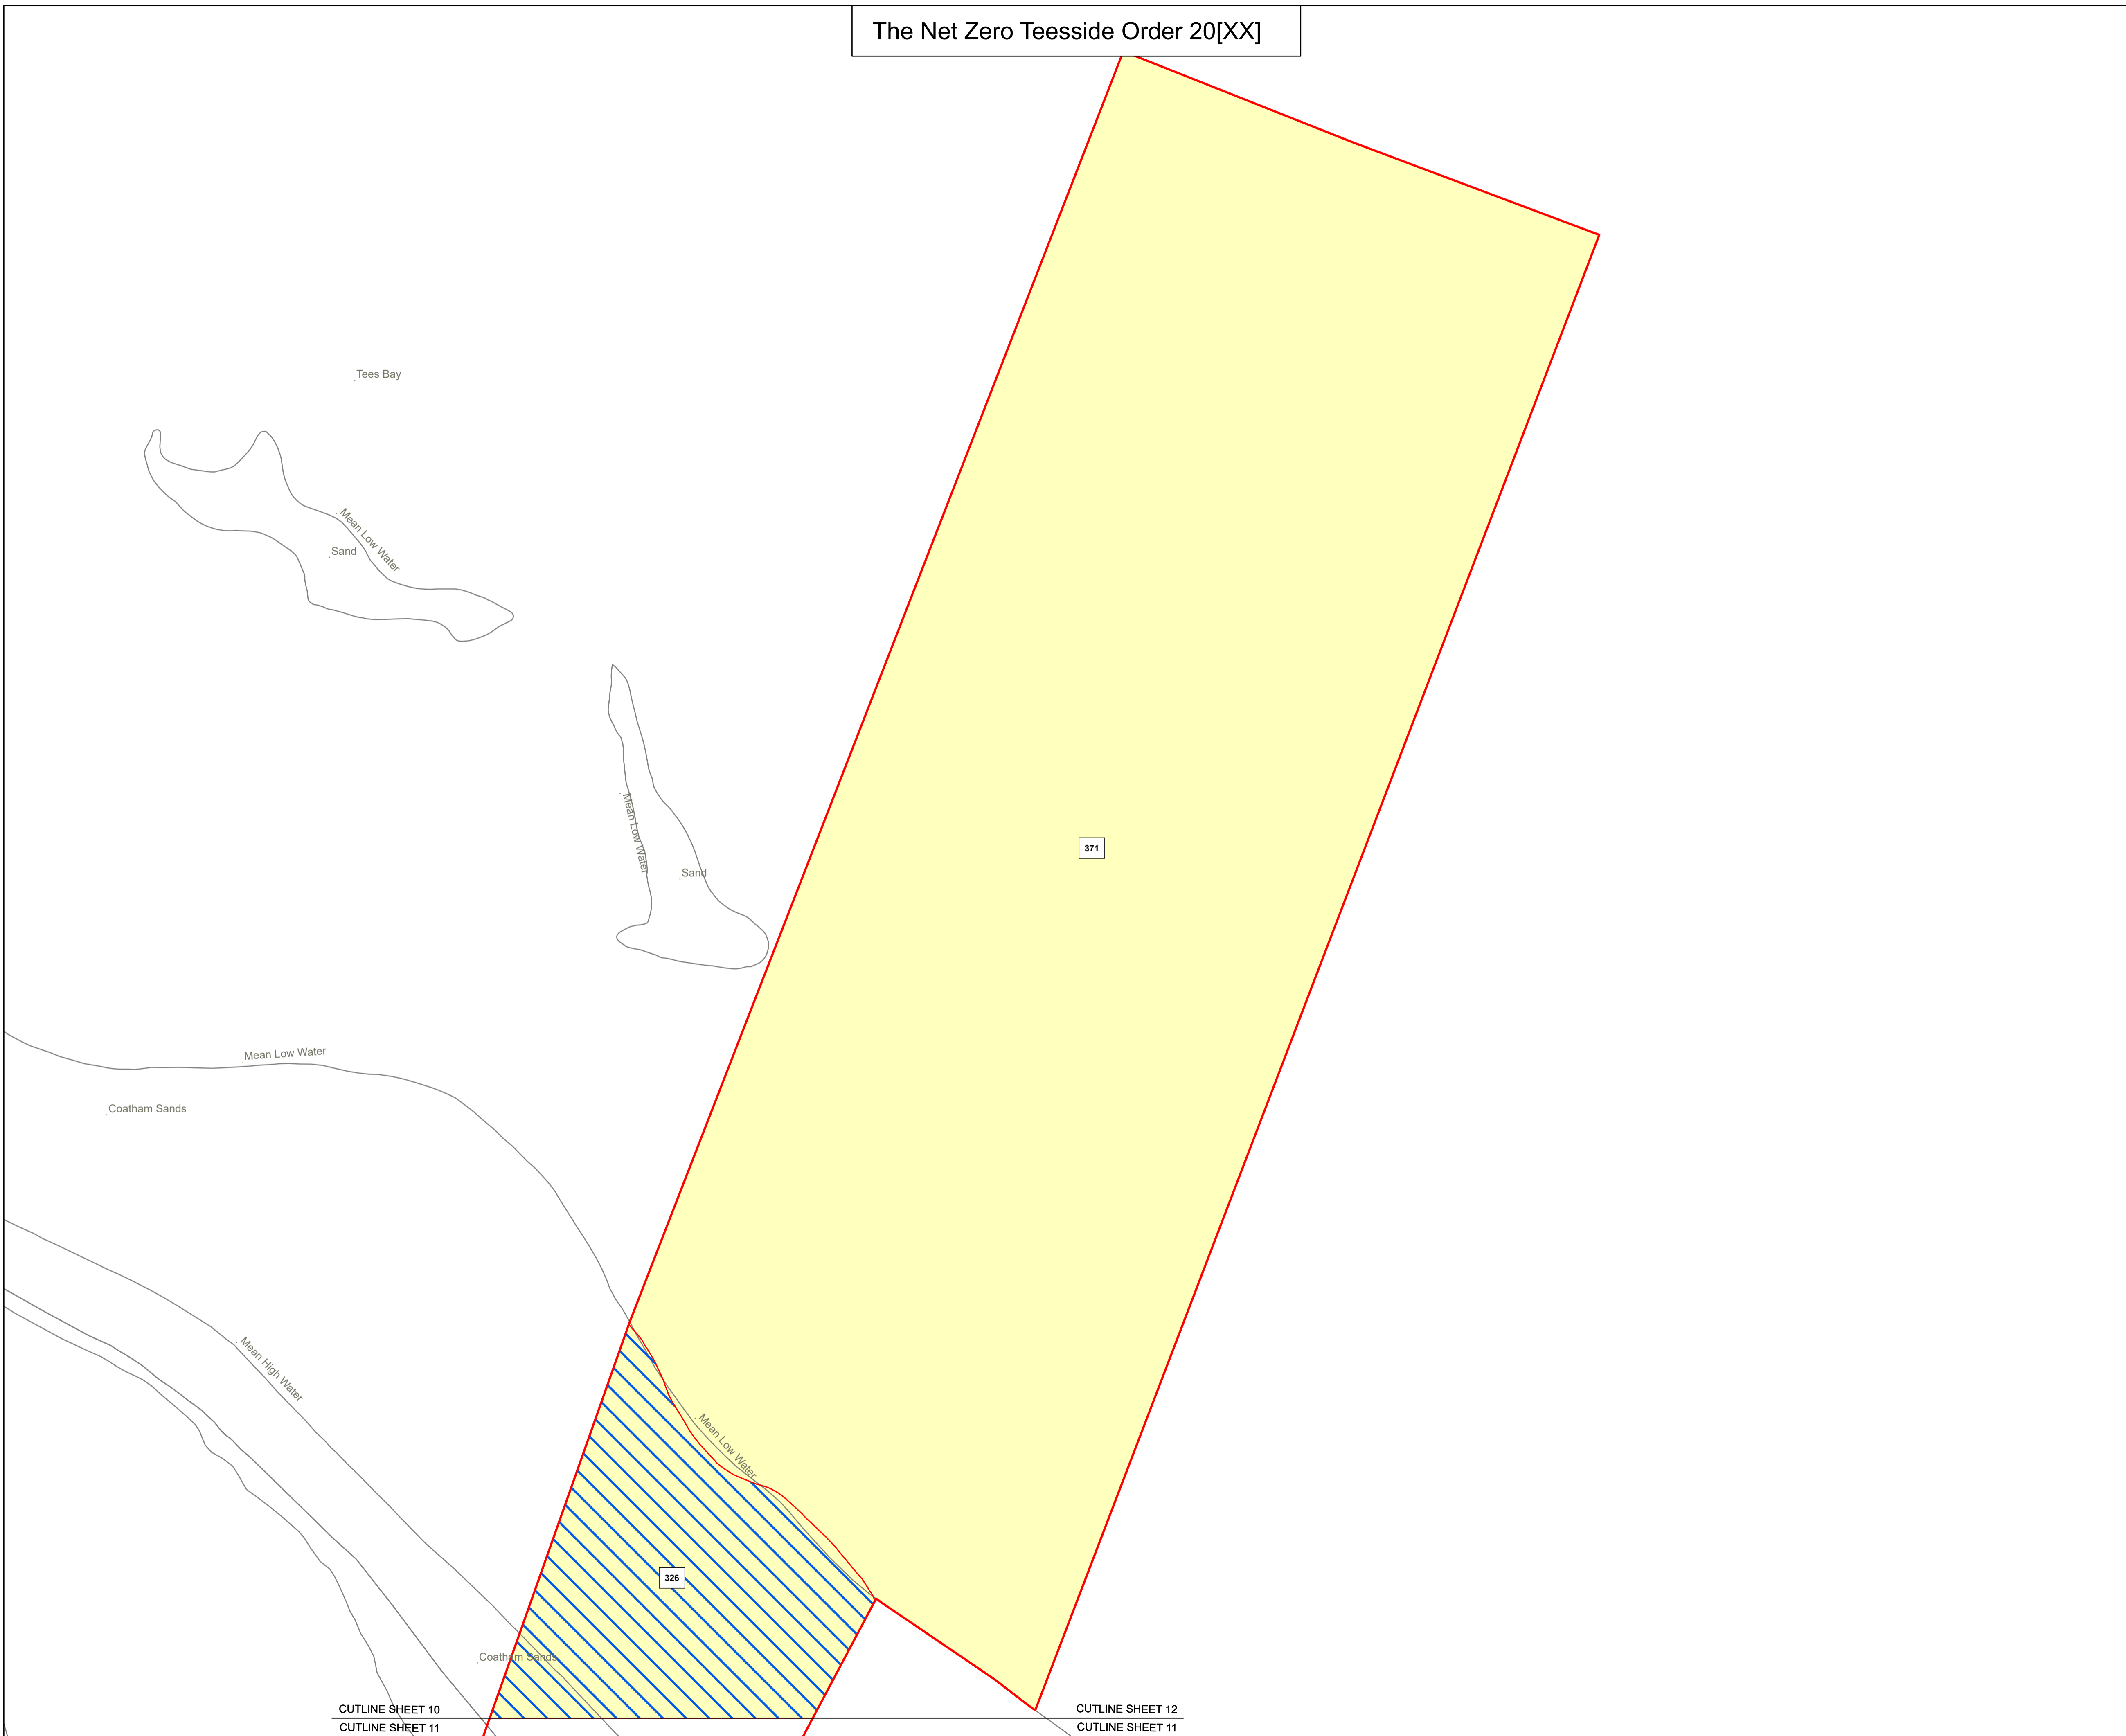 The Net Zero Teesside Order 20[XX]
Tees Bay
Mean Low Water
Sand
Mean Low Water
371
Sand
Mean Low Water
Coatham Sands
Mean High Water
Mean Low Water
326
Coatham Sands
CUTLINE SHEET 10
CUTLINE SHEET 12
CUTLINE SHEET 11
CUTLINE SHEET 11